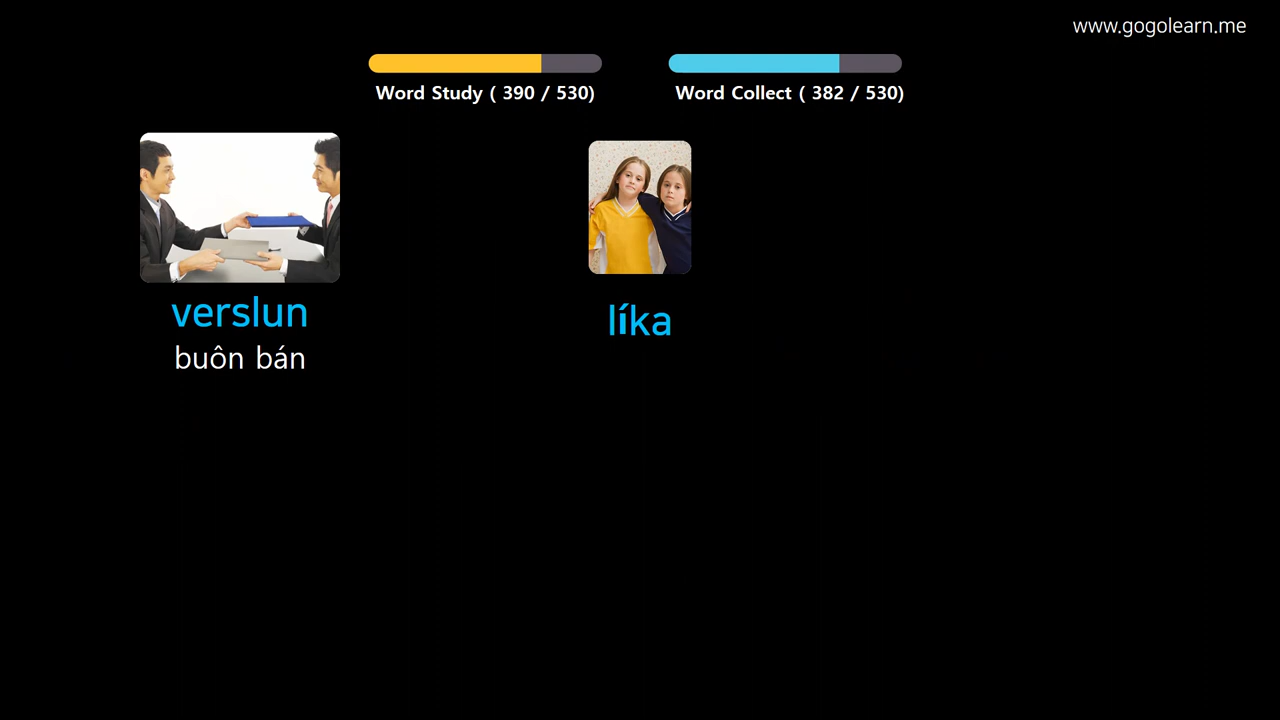 www.gogolearn.me
Word Study ( 390 / 530)
Word Collect ( 382 / 530)
verslun
buôn bán
líka